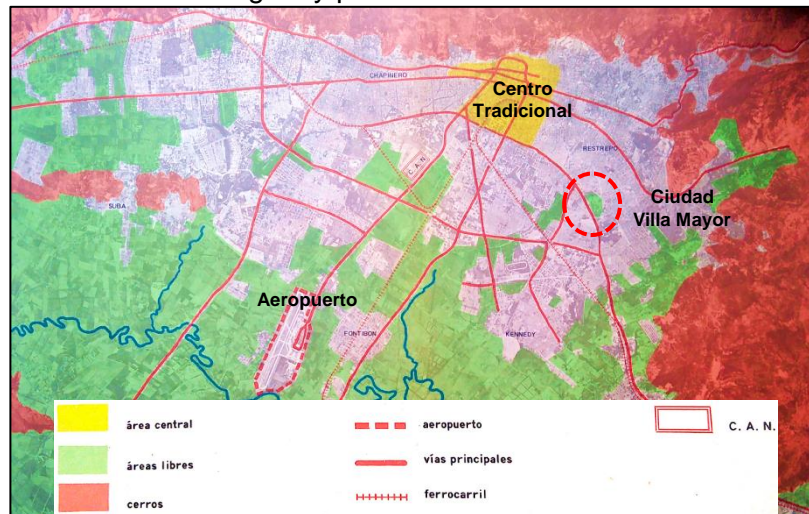 CHAPINERO
Centro
Tradicional
RESTREPO
C. A. N.
SUBA
Ciudad
Villa Mayor
Aeropuerto
FONTIBON
KENNEDY
área central
aeropuerto
C. A. N.
áreas libres
vías principales
cerros
ferrocarril